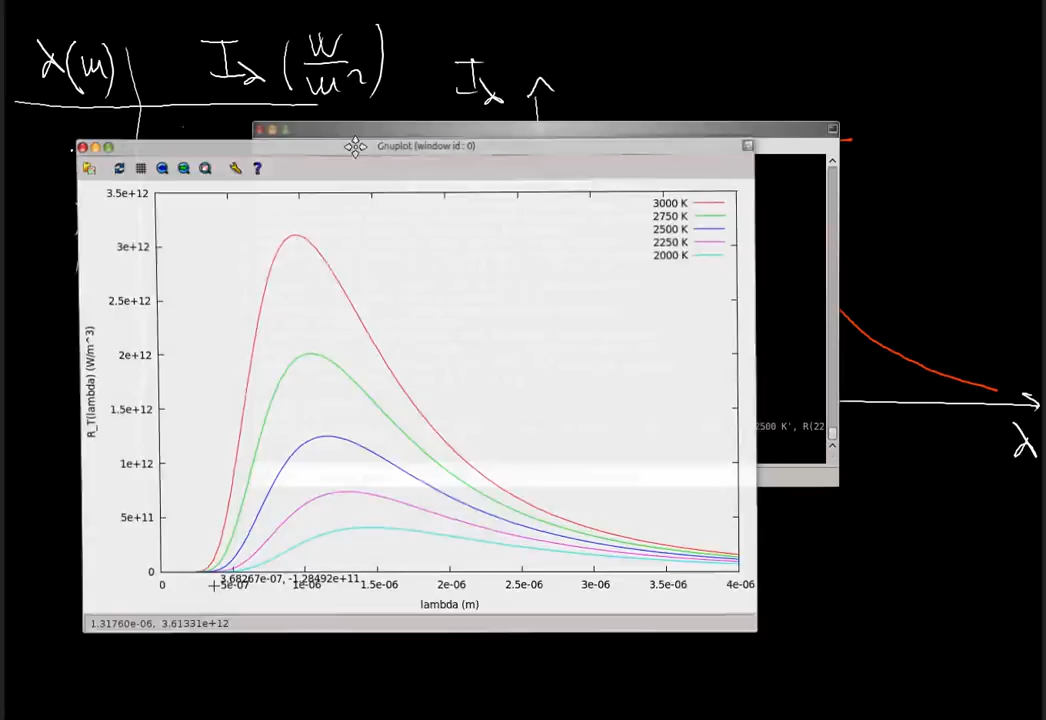 λ(m) I_λ (W/m²)
I_λ
Gnuplot (window id : 0)
3.5e+12
3e+12
2.5e+12
2e+12
1.5e+12
1e+12
5e+11
0
R_T(lambda) (W/m^3)
3000 K
2750 K
2500 K
2250 K
2000 K
2500 K', R(22
λ
3.68267e-07, -1.28492e+11
0 5e-07 1e-06 1.5e-06 2e-06 2.5e-06 3e-06 3.5e-06 4e-06
lambda (m)
1.31760e-06, 3.61331e+12